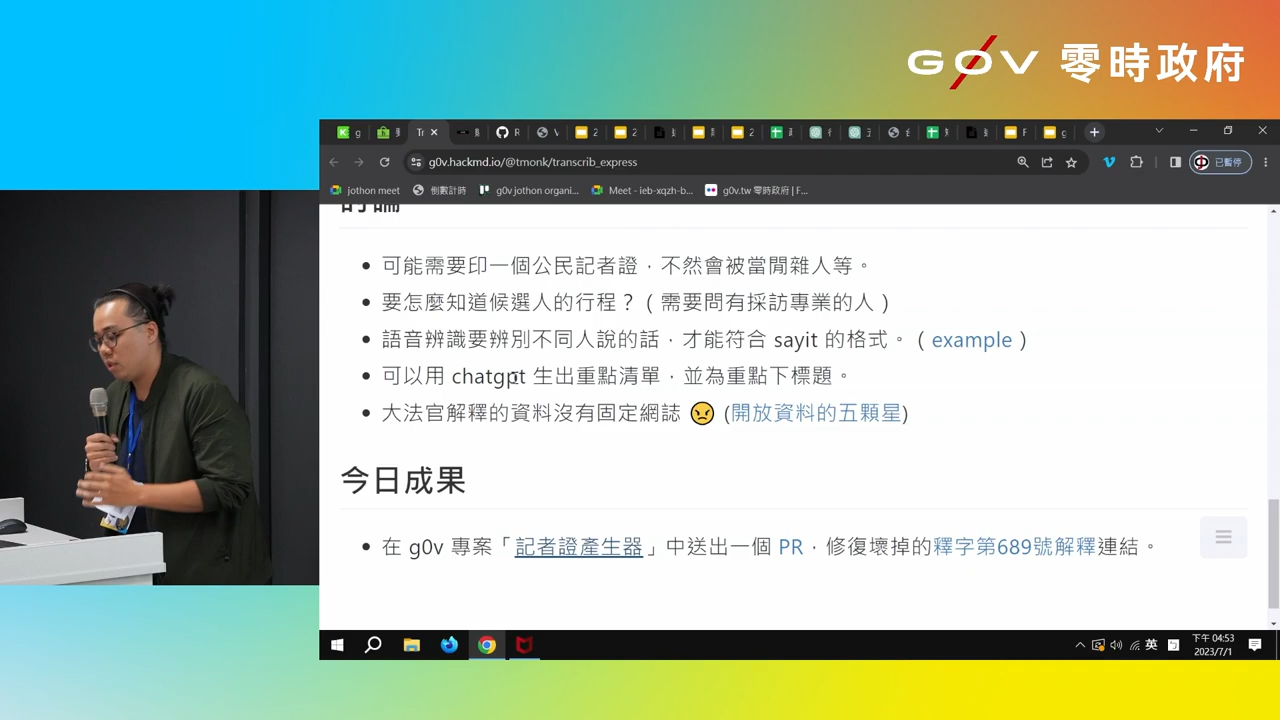 G0V 零時政府
g0v.hackmd.io/@tmonk/transcrib_express
已暫停
jothon meet
倒數計時
g0v jothon organi...
Meet - ieb-xqzh-b...
g0v.tw 零時政府 | F...
討論
可能需要印一個公民記者證，不然會被當閒雜人等。
要怎麼知道候選人的行程？（需要問有採訪專業的人）
語音辨識要辨別不同人說的話，才能符合 sayit 的格式。（example）
可以用 chatgpt 生出重點清單，並為重點下標題。
大法官解釋的資料沒有固定網誌 😠 (開放資料的五顆星)
今日成果
在 g0v 專案「記者證產生器」中送出一個 PR，修復壞掉的釋字第689號解釋連結。
英
下午 04:53
2023/7/1